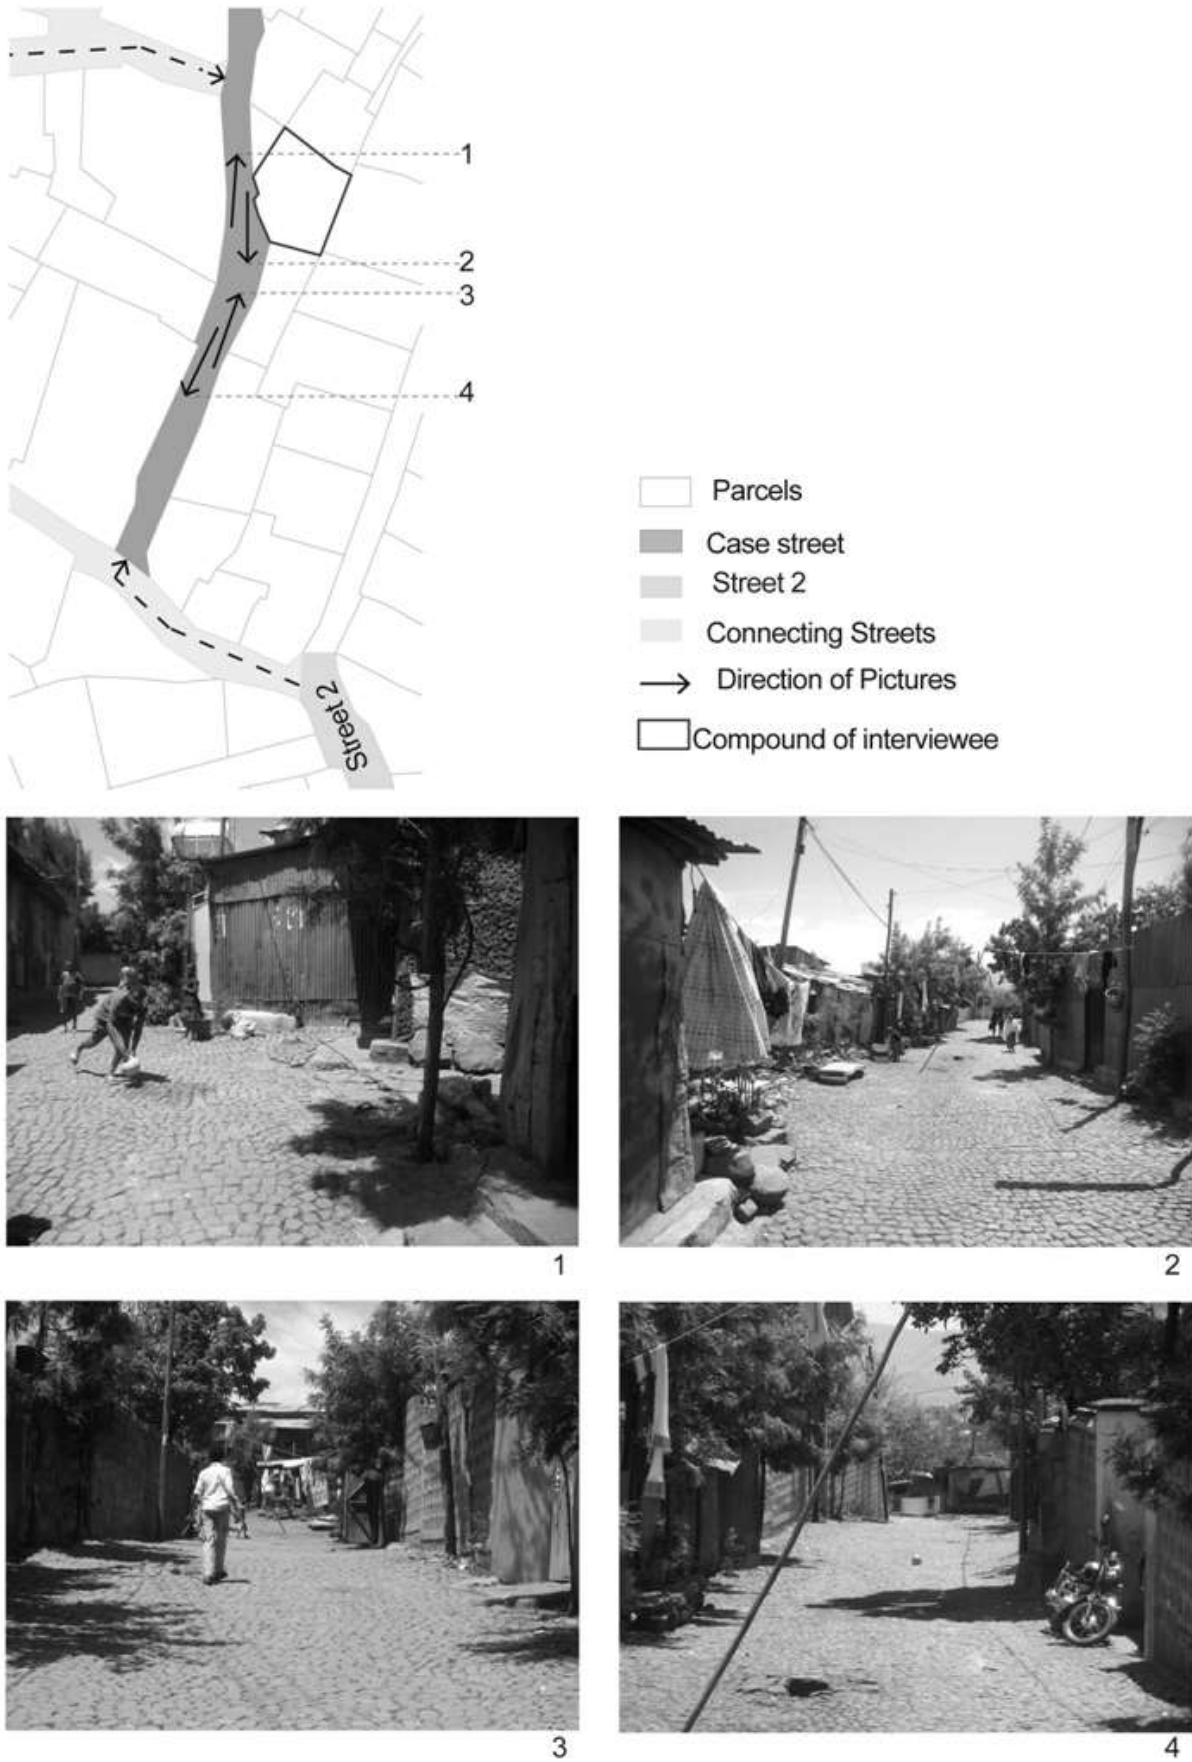 1
2
3
4
Street 2
Parcels
Case street
Street 2
Connecting Streets
Direction of Pictures
Compound of interviewee
1
2
3
4